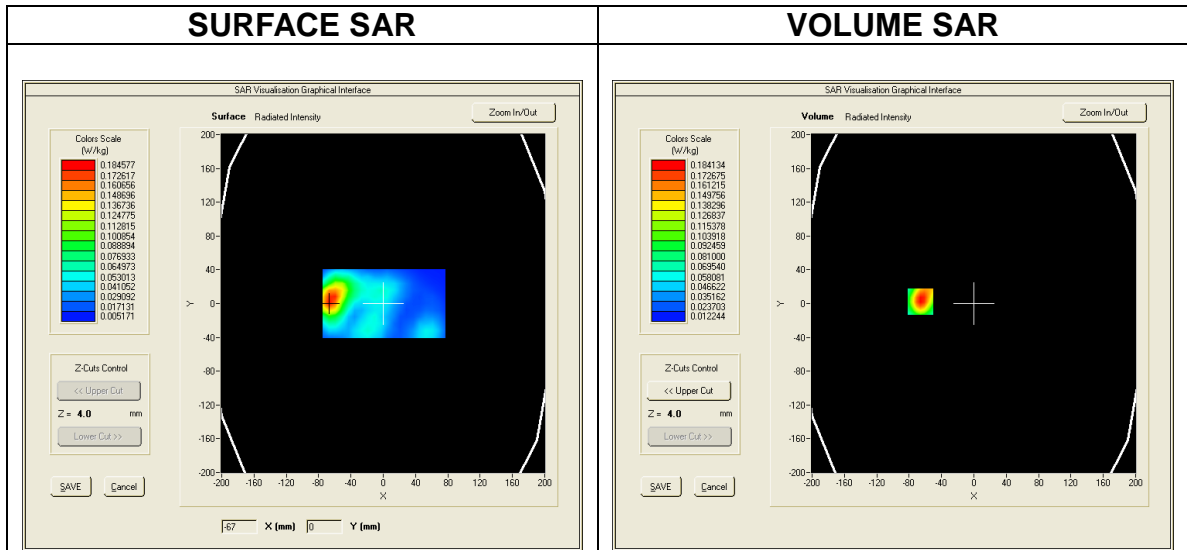 SURFACE SAR
VOLUME SAR
SAR Visualisation Graphical Interface
Surface Radiated Intensity
Zoom In/Out
Colors Scale
(W/kg)
0.184577
0.172617
0.160656
0.148696
0.136736
0.124775
0.112815
0.100854
0.088894
0.076933
0.064973
0.053013
0.041052
0.029092
0.017131
0.005171
Z-Cuts Control
<< Upper Cut
Z = 4.0 mm
Lower Cut >>
SAVE Cancel
200
160
120
80
40
0
-40
-80
-120
-160
-200
Y
-200 -160 -120 -80 -40 0 40 80 120 160 200
X
-67 X (mm) 0 Y (mm)
SAR Visualisation Graphical Interface
Volume Radiated Intensity
Zoom In/Out
Colors Scale
(W/kg)
0.184134
0.172675
0.161215
0.149756
0.138296
0.126837
0.115378
0.103918
0.092459
0.081000
0.069540
0.058081
0.046622
0.035162
0.023703
0.012244
Z-Cuts Control
<< Upper Cut
Z = 4.0 mm
Lower Cut >>
SAVE Cancel
200
160
120
80
40
0
-40
-80
-120
-160
-200
Y
-200 -160 -120 -80 -40 0 40 80 120 160 200
X